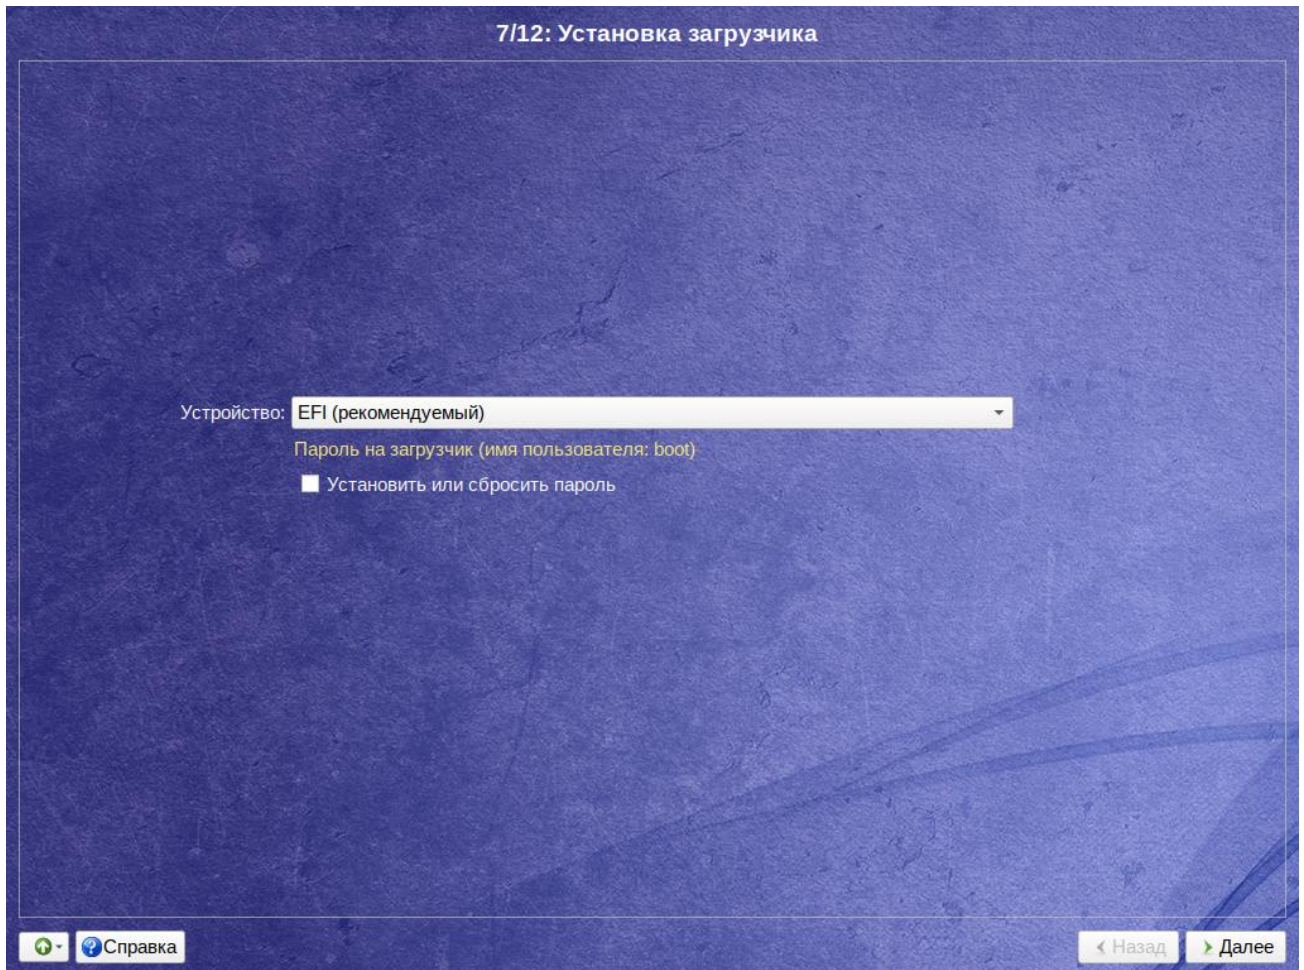 7/12: Установка загрузчика
Устройство: EFI (рекомендуемый)
Пароль на загрузчик (имя пользователя: boot)
Установить или сбросить пароль
Справка
Назад
Далее